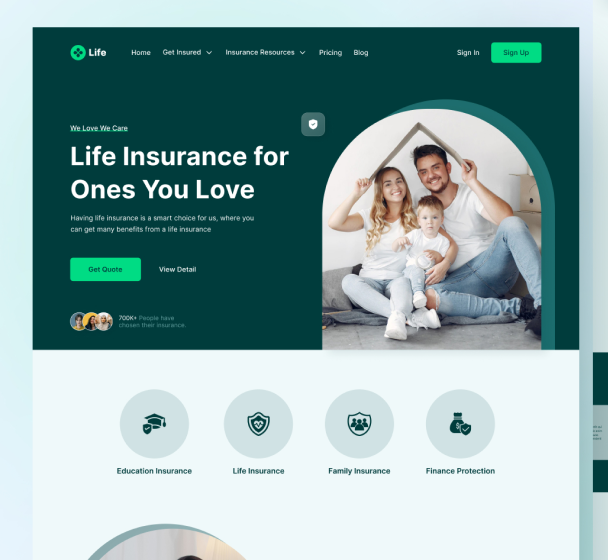 Life
Home
Get Insured
Insurance Resources
Pricing
Blog
Sign In
Sign Up
We Love We Care
Life Insurance for
Ones You Love
Having life insurance is a smart choice for us, where you
can get many benefits from a life insurance
Get Quote
View Detail
700K+ People have
chosen their insurance.
Education Insurance
Life Insurance
Family Insurance
Finance Protection